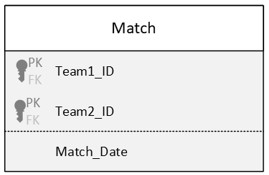 Match
PK
FK
Team1_ID
PK
FK
Team2_ID
Match_Date